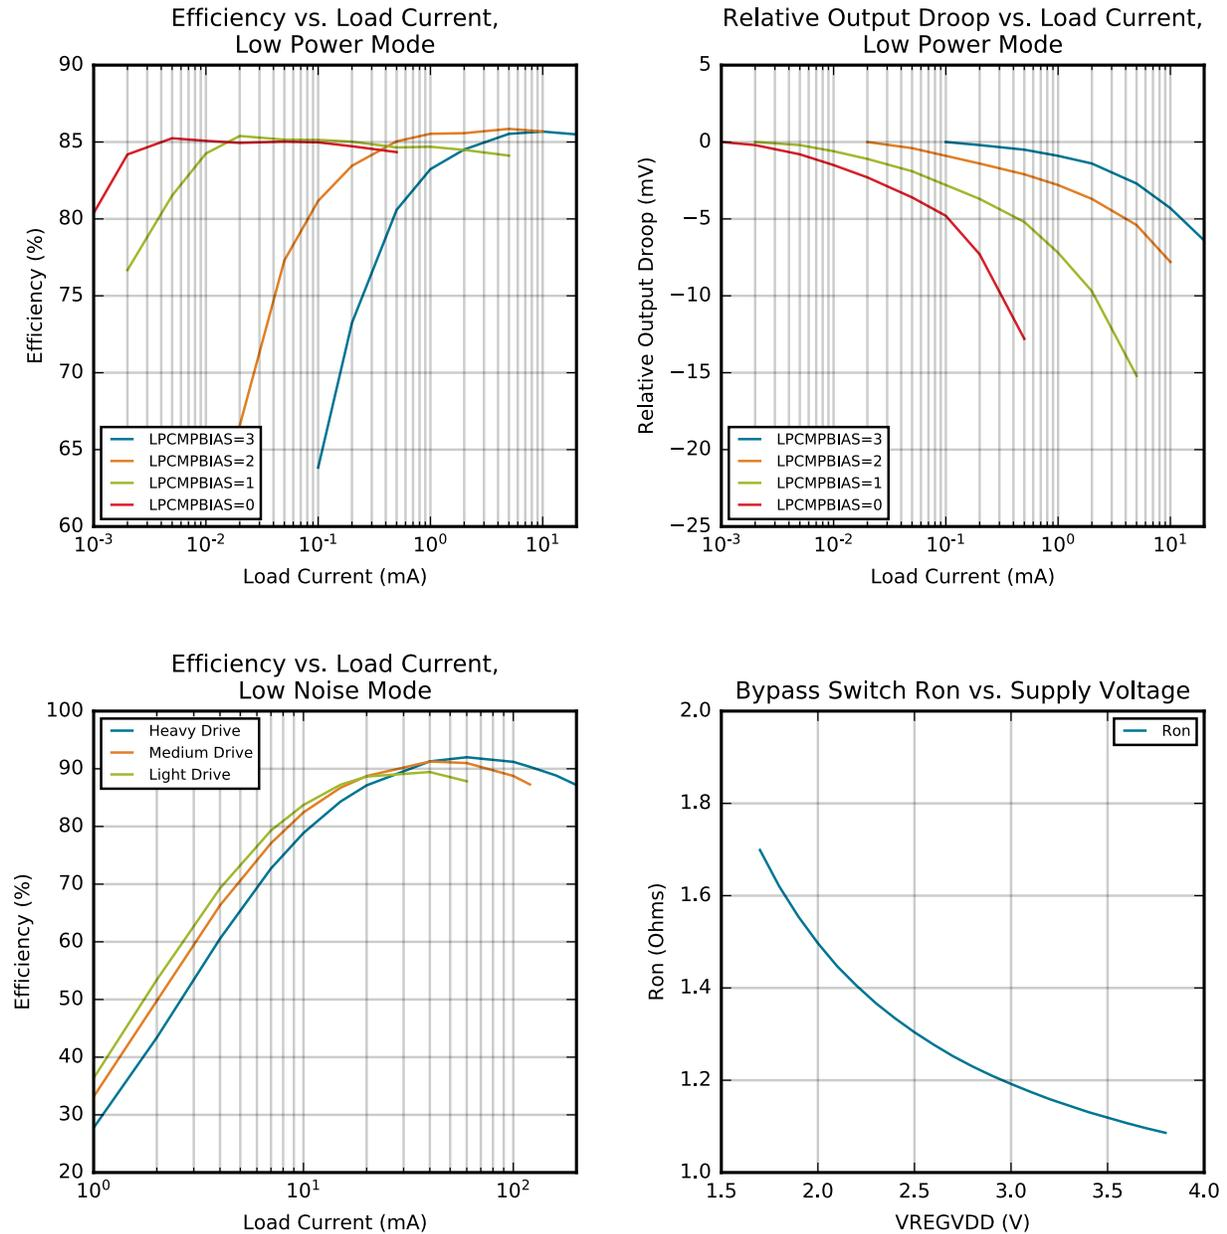 Efficiency vs. Load Current,
Low Power Mode
90
85
80
75
70
65
60
Efficiency (%)
LPCMPBIAS=3
LPCMPBIAS=2
LPCMPBIAS=1
LPCMPBIAS=0
10⁻³ 10⁻² 10⁻¹ 10⁰ 10¹
Load Current (mA)
Relative Output Droop vs. Load Current,
Low Power Mode
5
0
−5
−10
−15
−20
−25
Relative Output Droop (mV)
LPCMPBIAS=3
LPCMPBIAS=2
LPCMPBIAS=1
LPCMPBIAS=0
10⁻³ 10⁻² 10⁻¹ 10⁰ 10¹
Load Current (mA)
Efficiency vs. Load Current,
Low Noise Mode
100
90
80
70
60
50
40
30
20
Efficiency (%)
Heavy Drive
Medium Drive
Light Drive
10⁰ 10¹ 10²
Load Current (mA)
Bypass Switch Ron vs. Supply Voltage
2.0
1.8
1.6
1.4
1.2
1.0
Ron (Ohms)
Ron
1.5 2.0 2.5 3.0 3.5 4.0
VREGVDD (V)